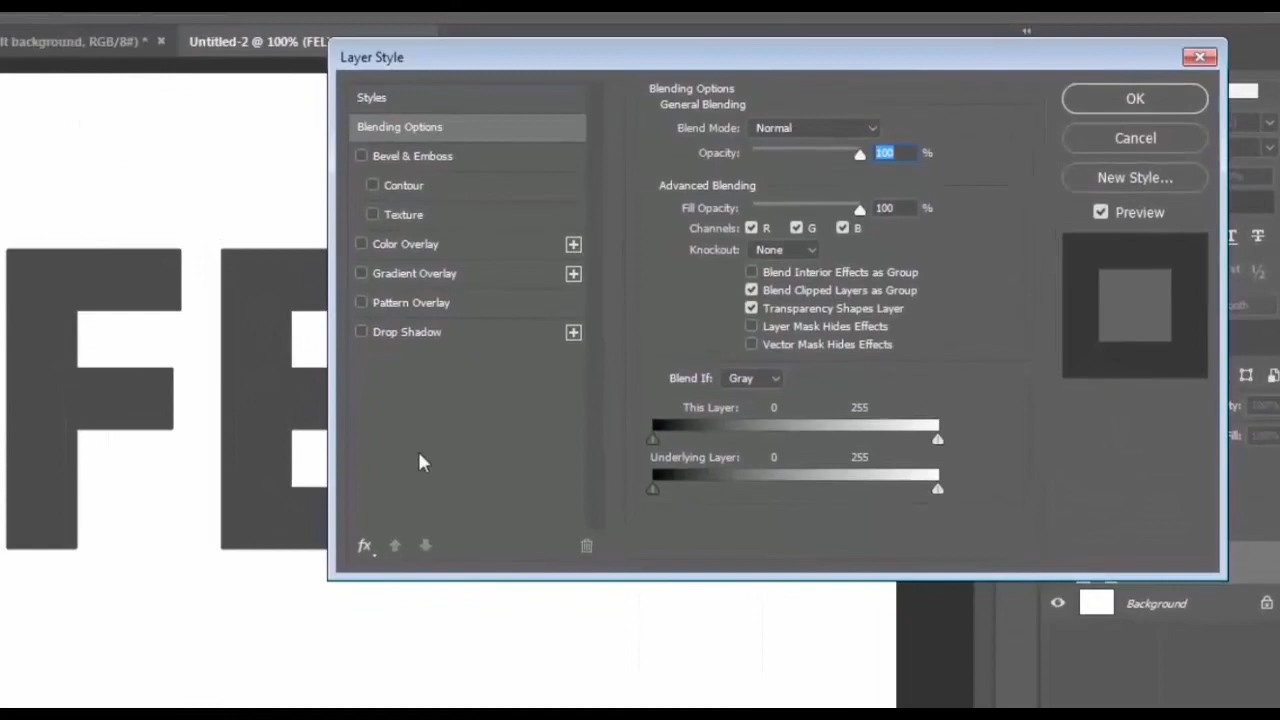 lt background, RGB/8#) * × Untitled-2 @ 100% (FEL
Layer Style
Styles
Blending Options
Bevel & Emboss
Contour
Texture
Color Overlay
Gradient Overlay
Pattern Overlay
Drop Shadow
fx
Blending Options
General Blending
Blend Mode: Normal
Opacity: 100 %
Advanced Blending
Fill Opacity: 100 %
Channels: R G B
Knockout: None
Blend Interior Effects as Group
Blend Clipped Layers as Group
Transparency Shapes Layer
Layer Mask Hides Effects
Vector Mask Hides Effects
Blend If: Gray
This Layer: 0 255
Underlying Layer: 0 255
OK
Cancel
New Style...
Preview
FE
Background